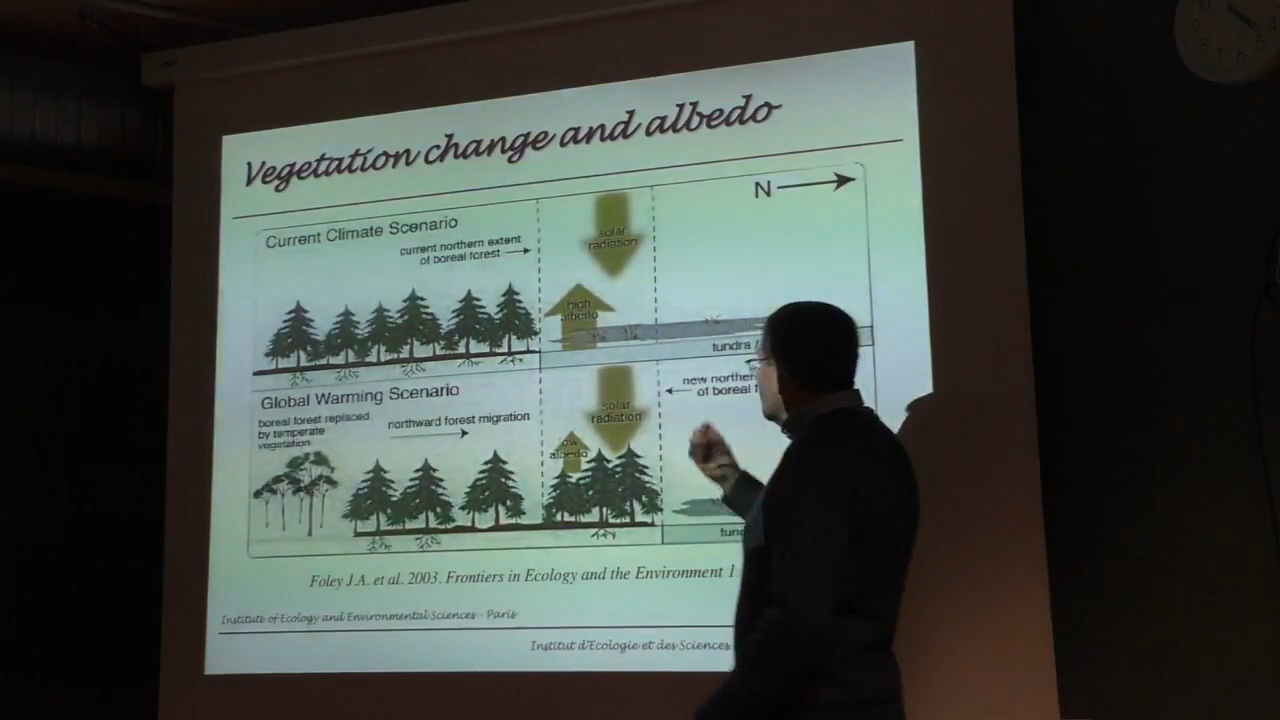 Vegetation change and albedo
N
Current Climate Scenario
current northern extent
of boreal forest
solar
radiation
high
albedo
tundra
Global Warming Scenario
boreal forest replaced
by temperate
vegetation
northward forest migration
low
albedo
solar
radiation
new
of boreal
Foley J.A. et al. 2003. Frontiers in Ecology and the Environment 1
Institute of Ecology and Environmental Sciences - Paris
Institut d'Ecologie et des Sciences